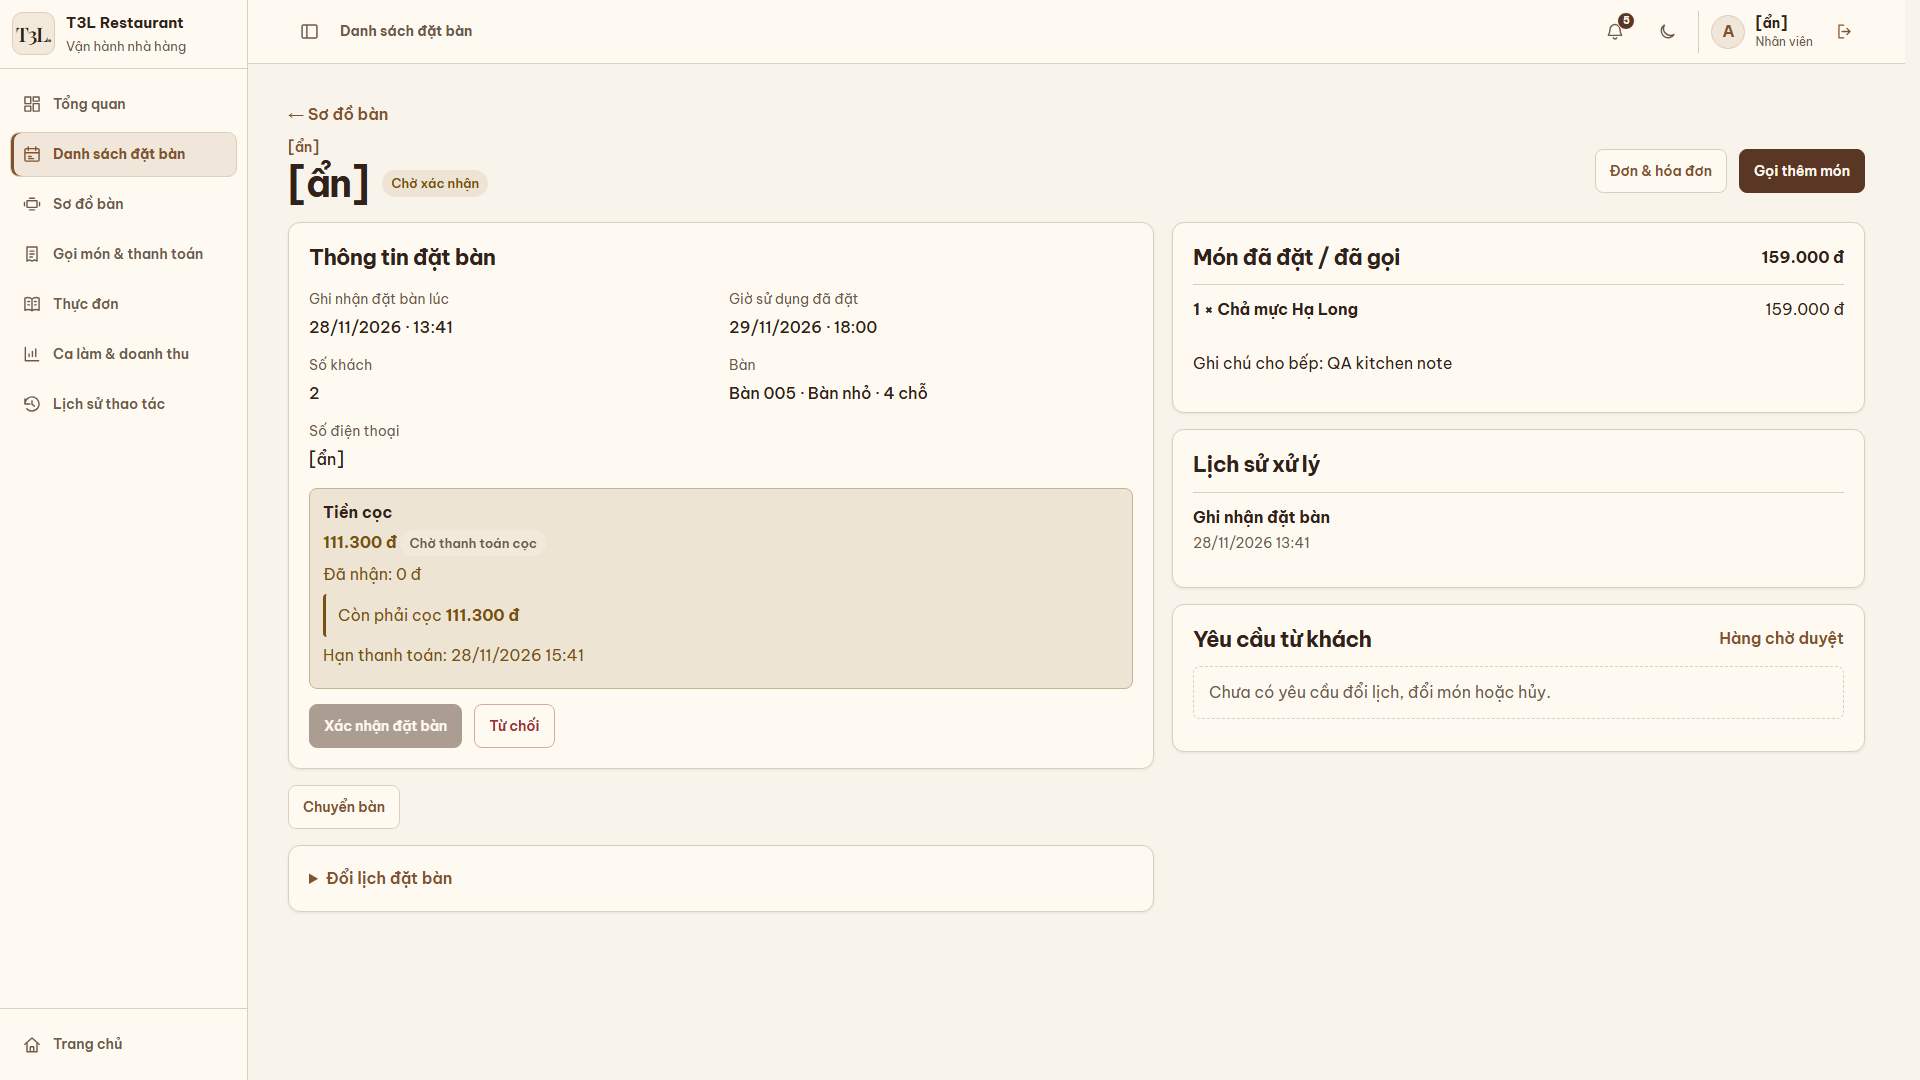 T3L
T3L Restaurant
Vận hành nhà hàng
Tổng quan
Danh sách đặt bàn
Sơ đồ bàn
Gọi món & thanh toán
Thực đơn
Ca làm & doanh thu
Lịch sử thao tác
Trang chủ
Danh sách đặt bàn
5
A
[ẩn]
Nhân viên
← Sơ đồ bàn
[ẩn]
[ẩn] Chờ xác nhận
Đơn & hóa đơn
Gọi thêm món
Thông tin đặt bàn
Ghi nhận đặt bàn lúc
28/11/2026 · 13:41
Giờ sử dụng đã đặt
29/11/2026 · 18:00
Số khách
2
Bàn
Bàn 005 · Bàn nhỏ · 4 chỗ
Số điện thoại
[ẩn]
Tiền cọc
111.300 đ Chờ thanh toán cọc
Đã nhận: 0 đ
Còn phải cọc 111.300 đ
Hạn thanh toán: 28/11/2026 15:41
Xác nhận đặt bàn
Từ chối
Chuyển bàn
▶ Đổi lịch đặt bàn
Món đã đặt / đã gọi 159.000 đ
1 × Chả mực Hạ Long 159.000 đ
Ghi chú cho bếp: QA kitchen note
Lịch sử xử lý
Ghi nhận đặt bàn
28/11/2026 13:41
Yêu cầu từ khách Hàng chờ duyệt
Chưa có yêu cầu đổi lịch, đổi món hoặc hủy.